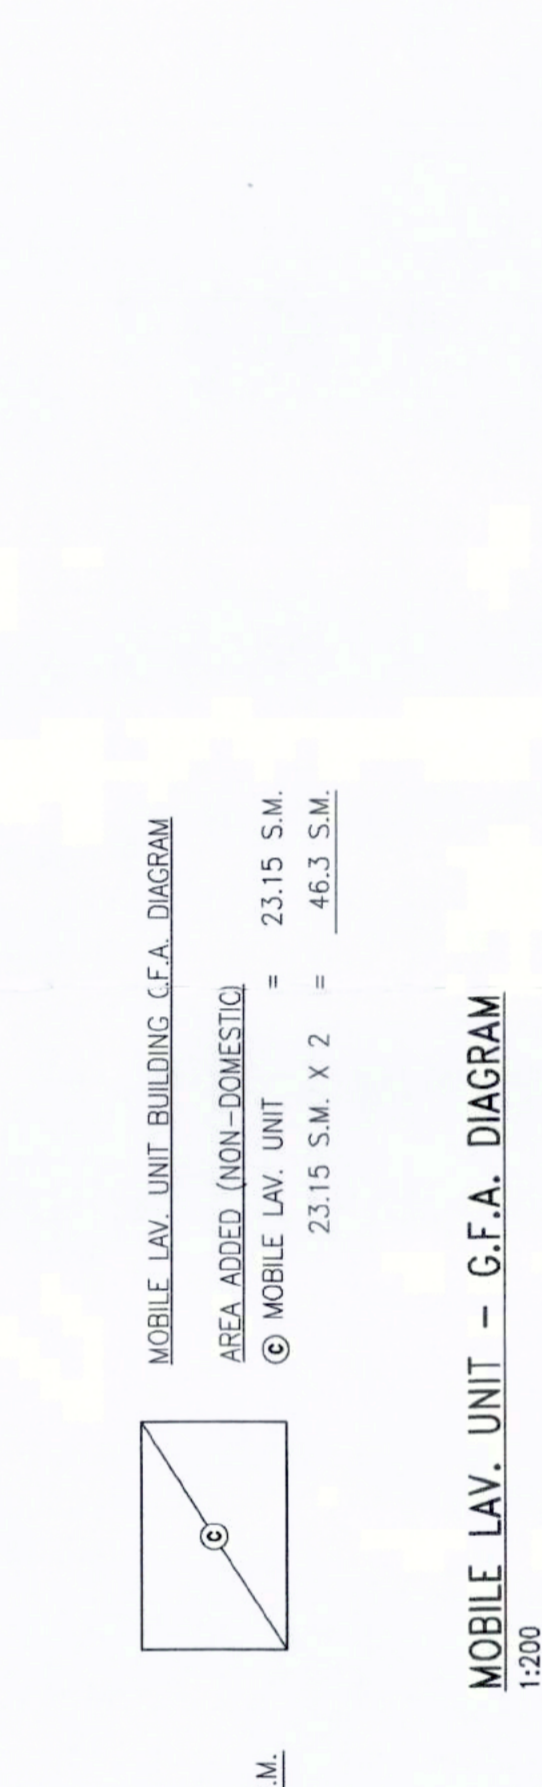 MOBILE LAV. UNIT BUILDING G.F.A. DIAGRAM
AREA ADDED (NON-DOMESTIC)
Ⓒ MOBILE LAV. UNIT = 23.15 S.M.
23.15 S.M. X 2 = 46.3 S.M.
Ⓒ
.M.
MOBILE LAV. UNIT - G.F.A. DIAGRAM
1:200